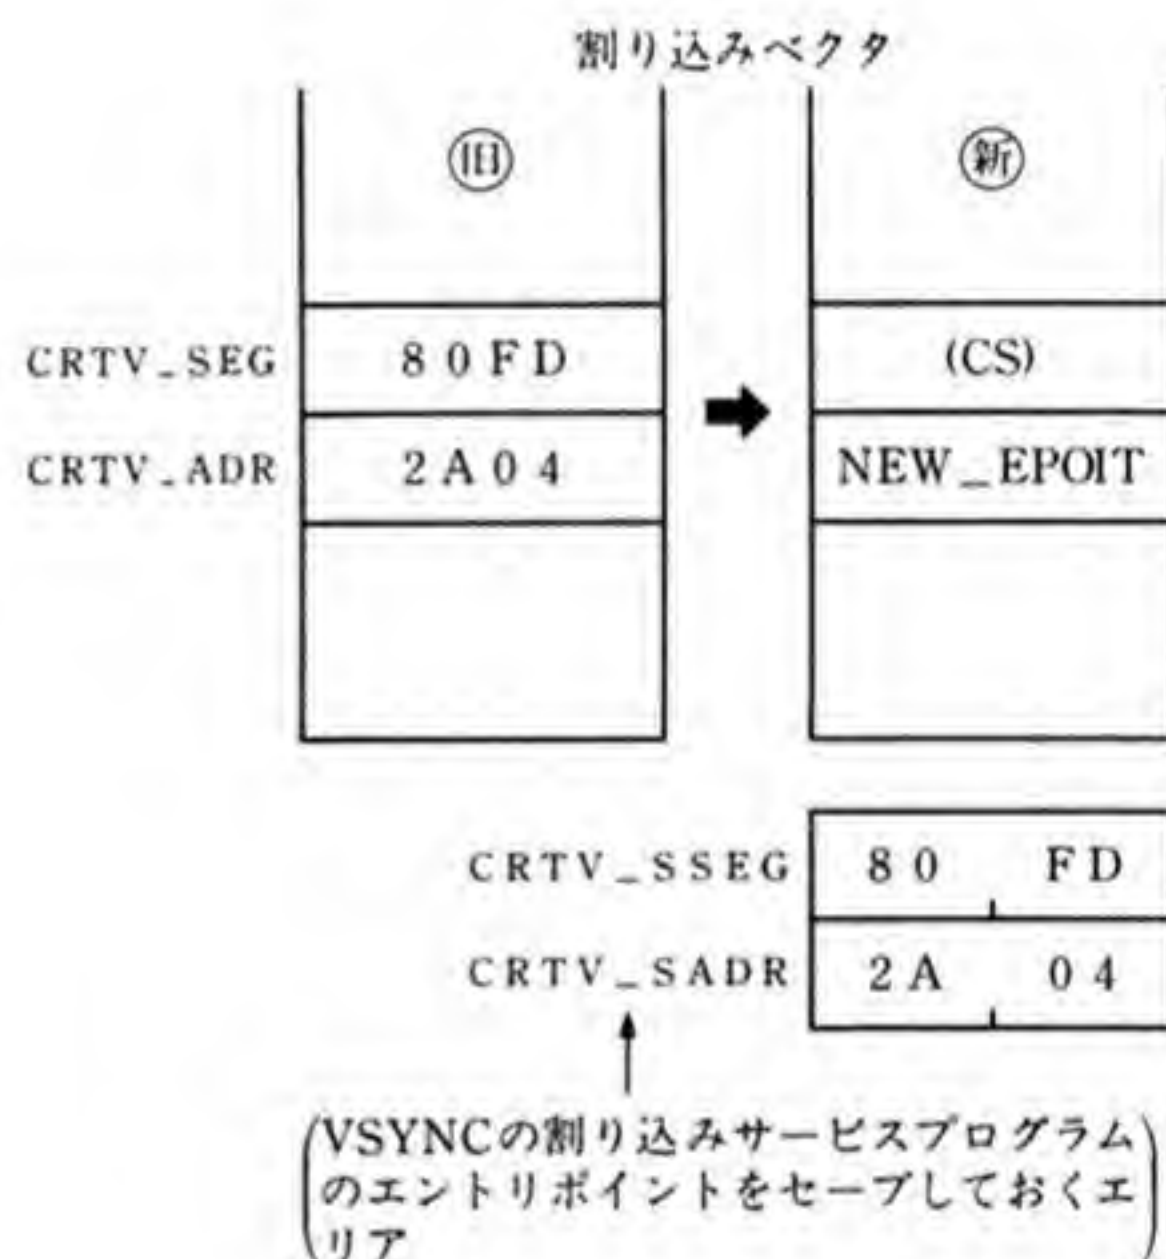 割り込みベクタ
旧 新
CRTV_SEG 80FD (CS)
CRTV_ADR 2A04 NEW_EPOIT
CRTV_SSEG 80 FD
CRTV_SADR 2A 04
(VSYNCの割り込みサービスプログラム
のエントリポイントをセーブしておくエ
リア)